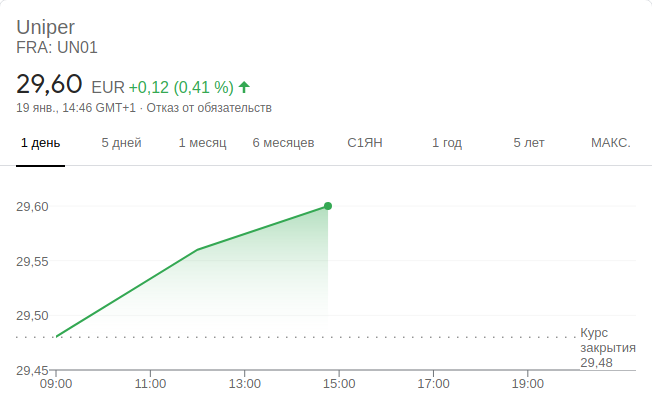 Uniper
FRA: UN01
29,60 EUR +0,12 (0,41 %)
19 янв., 14:46 GMT+1 · Отказ от обязательств
1 день 5 дней 1 месяц 6 месяцев С1ЯН 1 год 5 лет МАКС.
29,60
29,55
29,50
Курс
закрытия
29,48
29,45
09:00 11:00 13:00 15:00 17:00 19:00